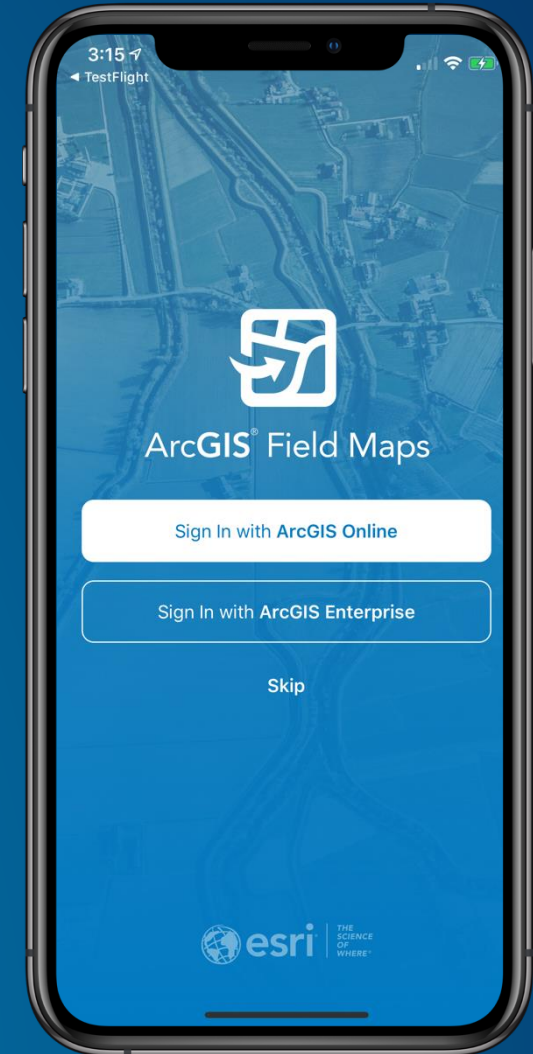 3:15
◀ TestFlight
ArcGIS® Field Maps
Sign In with ArcGIS Online
Sign In with ArcGIS Enterprise
Skip
esri
THE
SCIENCE
OF
WHERE™